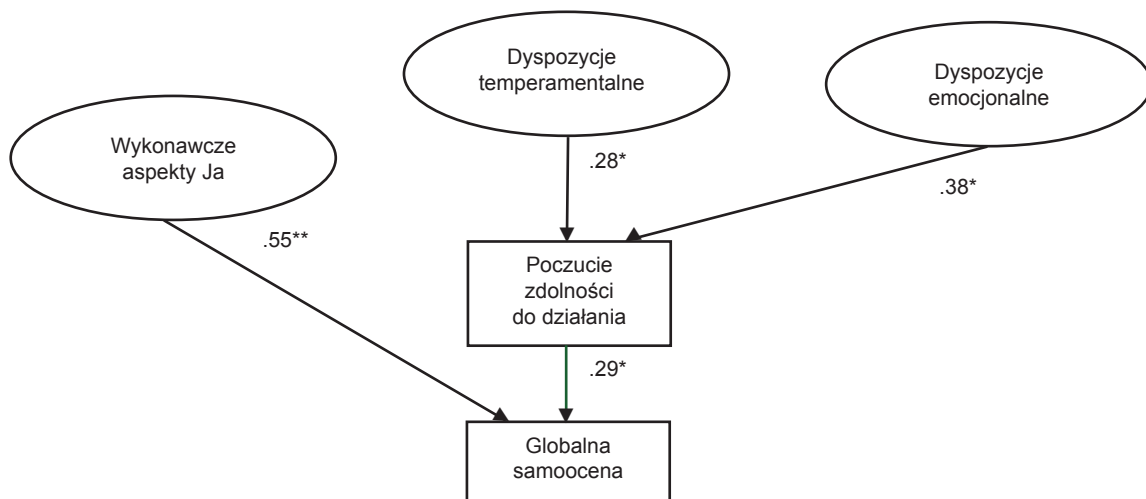 Dyspozycje
temperamentalne
Dyspozycje
emocjonalne
Wykonawcze
aspekty Ja
.28*
.38*
.55**
Poczucie
zdolności
do działania
.29*
Globalna
samoocena